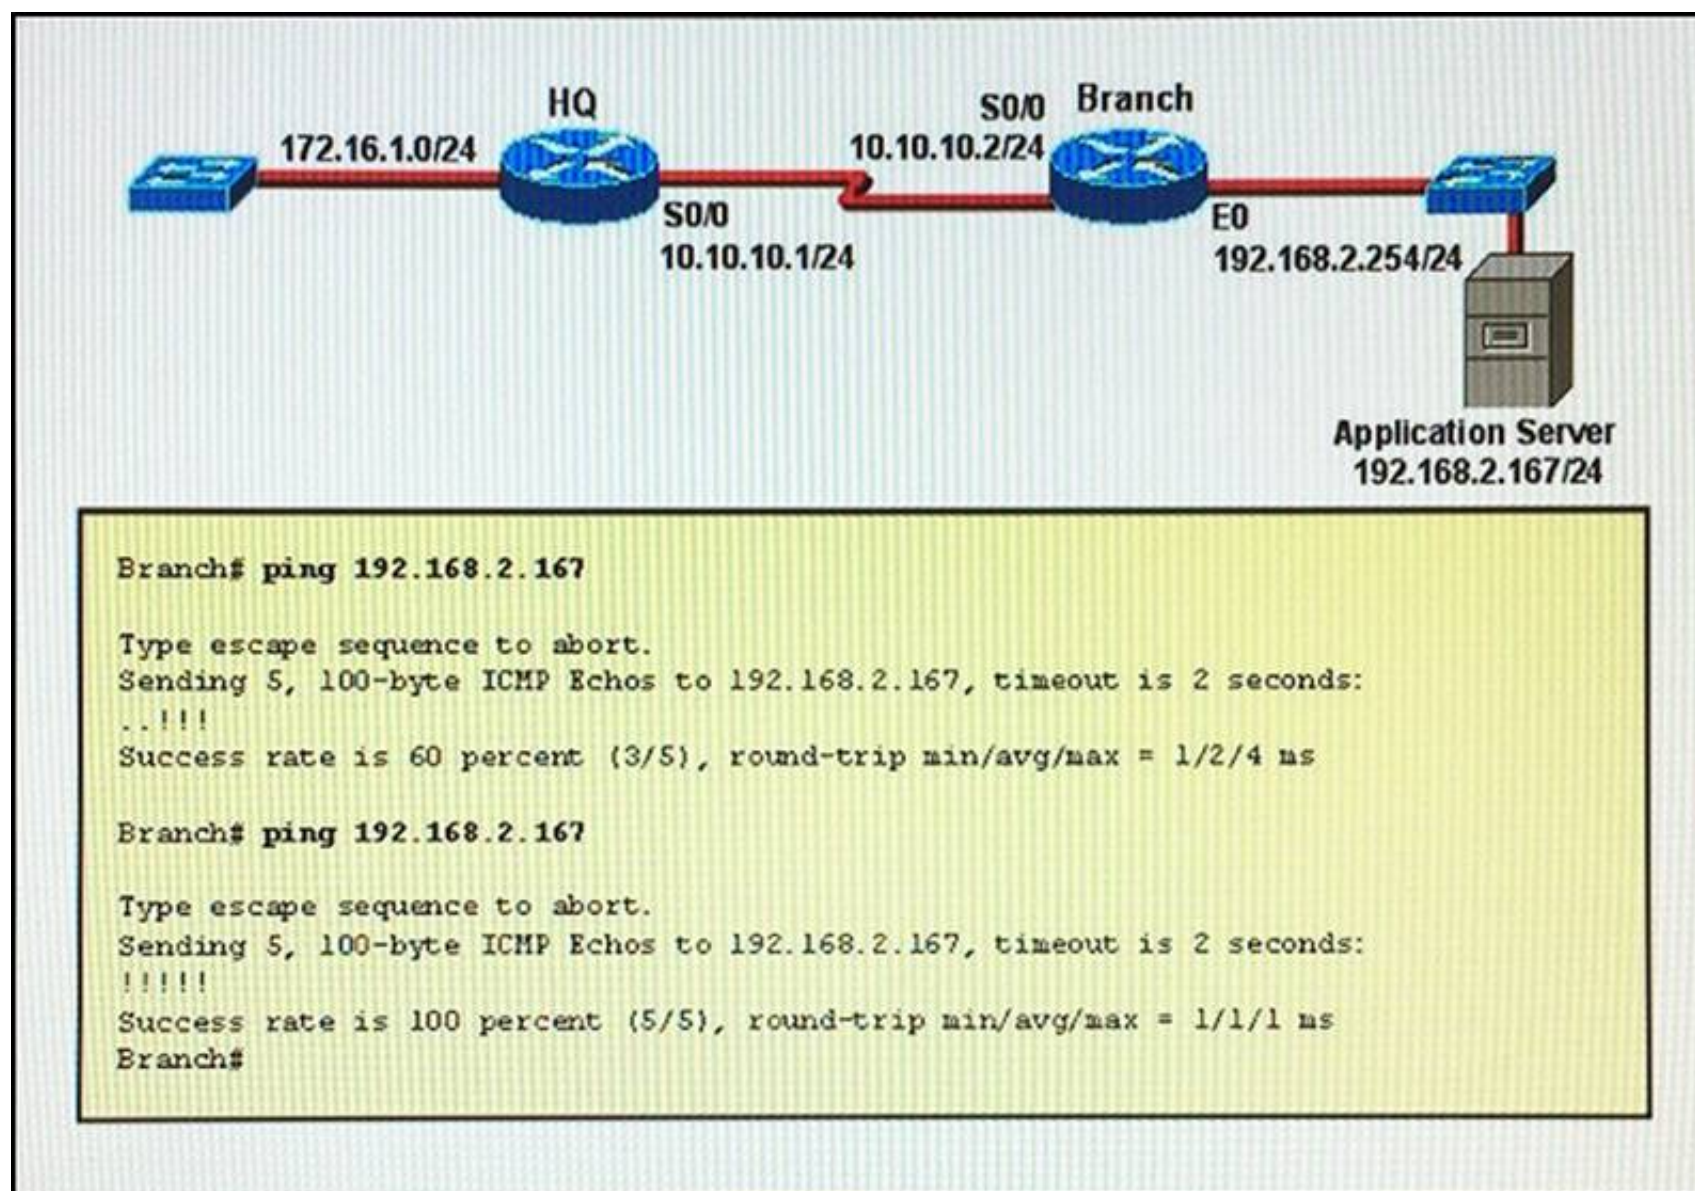 HQ
S0/0 Branch
172.16.1.0/24
10.10.10.2/24
S0/0
10.10.10.1/24
E0
192.168.2.254/24
Application Server
192.168.2.167/24
Branch# ping 192.168.2.167
Type escape sequence to abort.
Sending 5, 100-byte ICMP Echos to 192.168.2.167, timeout is 2 seconds:
..!!!
Success rate is 60 percent (3/5), round-trip min/avg/max = 1/2/4 ms
Branch# ping 192.168.2.167
Type escape sequence to abort.
Sending 5, 100-byte ICMP Echos to 192.168.2.167, timeout is 2 seconds:
!!!!!
Success rate is 100 percent (5/5), round-trip min/avg/max = 1/1/1 ms
Branch#